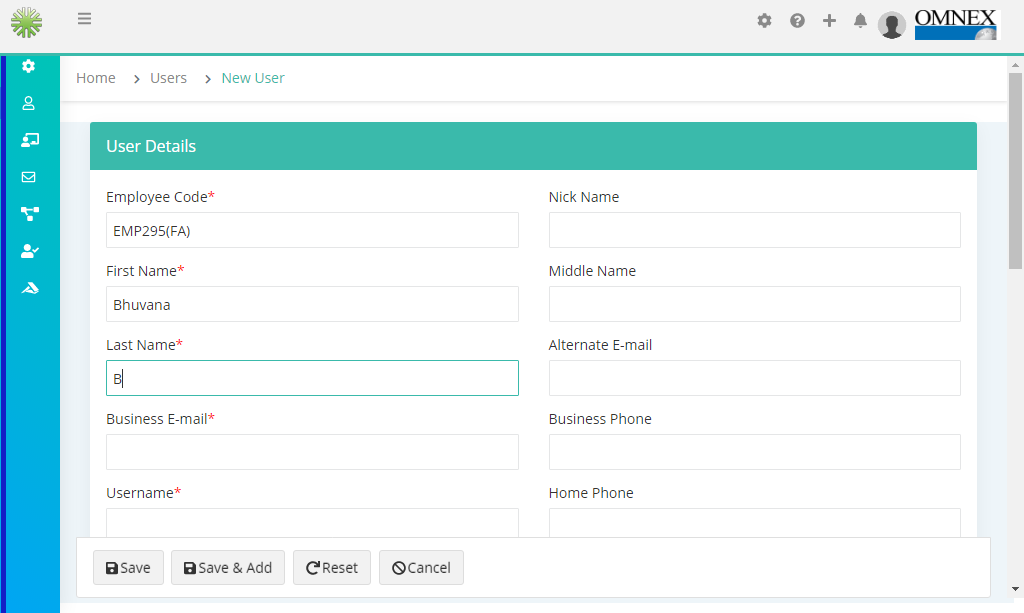 OMNEX
Home > Users > New User
User Details
Employee Code*
Nick Name
EMP295(FA)
First Name*
Middle Name
Bhuvana
Last Name*
Alternate E-mail
B
Business E-mail*
Business Phone
Username*
Home Phone
Save Save & Add Reset Cancel